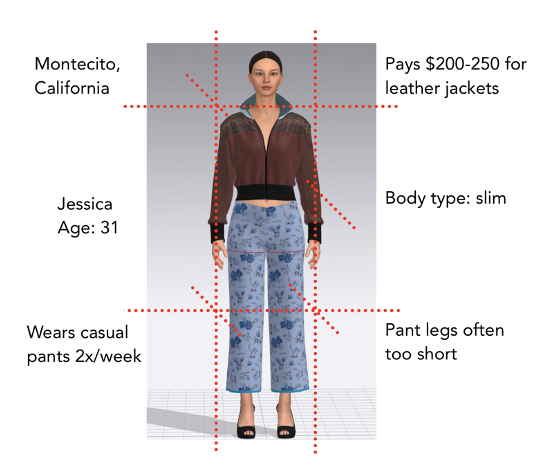 Montecito,
California
Pays $200-250 for
leather jackets
Jessica
Age: 31
Body type: slim
Wears casual
pants 2x/week
Pant legs often
too short